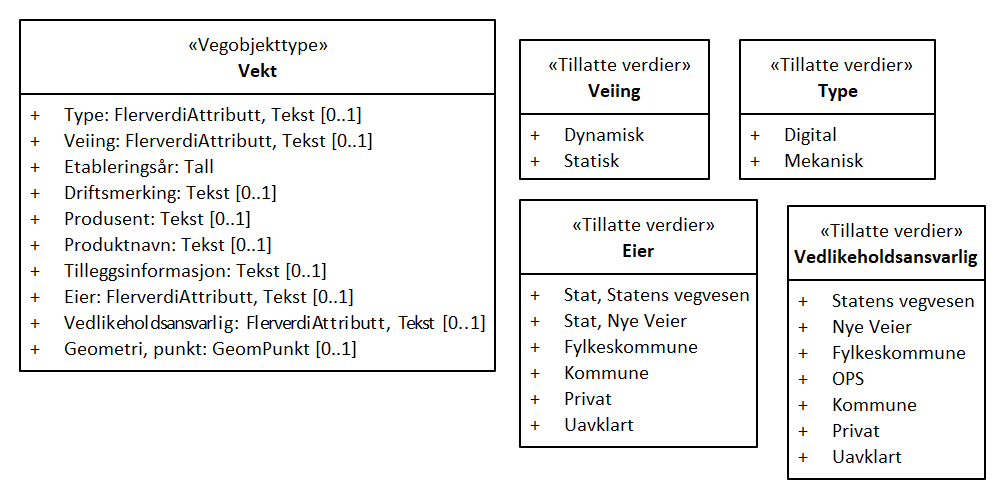 «Vegobjekttype»
Vekt
+ Type: FlerverdiAttributt, Tekst [0..1]
+ Veiing: FlerverdiAttributt, Tekst [0..1]
+ Etableringsår: Tall
+ Driftsmerking: Tekst [0..1]
+ Produsent: Tekst [0..1]
+ Produktnavn: Tekst [0..1]
+ Tilleggsinformasjon: Tekst [0..1]
+ Eier: FlerverdiAttributt, Tekst [0..1]
+ Vedlikeholdsansvarlig: FlerverdiAttributt, Tekst [0..1]
+ Geometri, punkt: GeomPunkt [0..1]
«Tillatte verdier»
Veiing
+ Dynamisk
+ Statisk
«Tillatte verdier»
Type
+ Digital
+ Mekanisk
«Tillatte verdier»
Eier
+ Stat, Statens vegvesen
+ Stat, Nye Veier
+ Fylkeskommune
+ Kommune
+ Privat
+ Uavklart
«Tillatte verdier»
Vedlikeholdsansvarlig
+ Statens vegvesen
+ Nye Veier
+ Fylkeskommune
+ OPS
+ Kommune
+ Privat
+ Uavklart